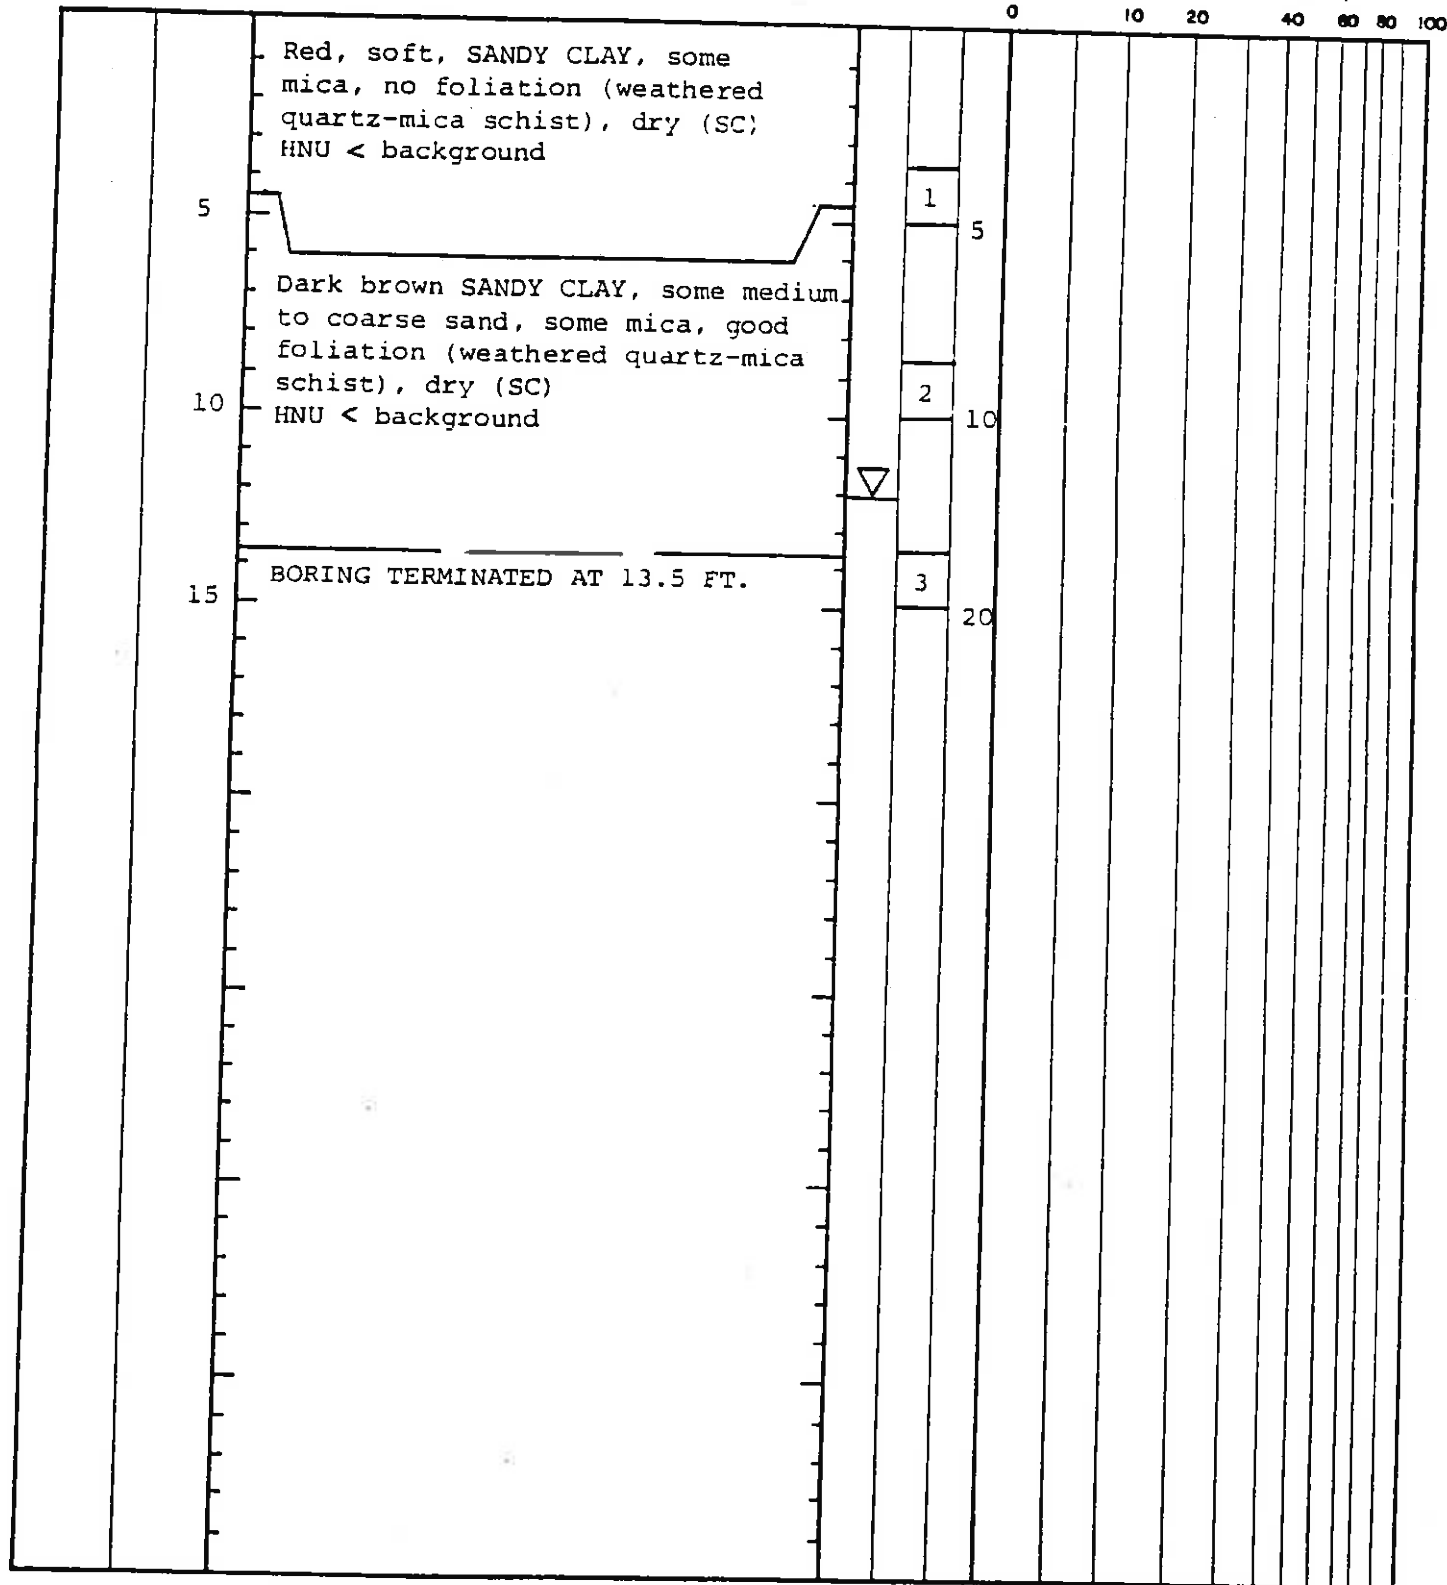 0 10 20 40 60 80 100
Red, soft, SANDY CLAY, some
mica, no foliation (weathered
quartz-mica schist), dry (SC)
HNU < background
1
5
5
Dark brown SANDY CLAY, some medium
to coarse sand, some mica, good
foliation (weathered quartz-mica
schist), dry (SC)
HNU < background
2
10
10
BORING TERMINATED AT 13.5 FT.
3
15
20